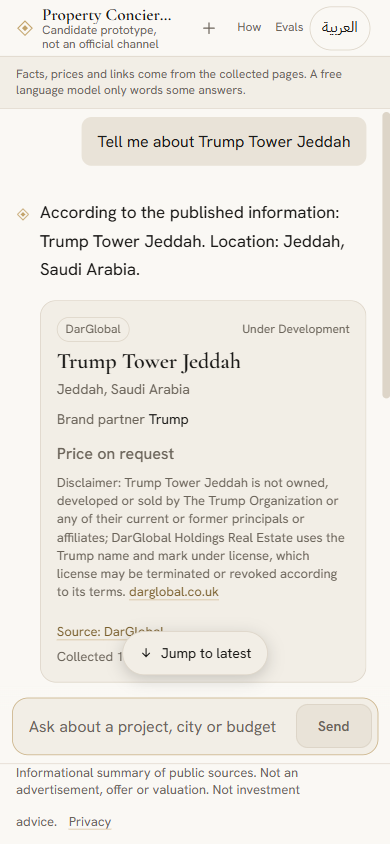 Property Concier...
Candidate prototype,
not an official channel
How
Evals
العربية
Facts, prices and links come from the collected pages. A free
language model only words some answers.
Tell me about Trump Tower Jeddah
According to the published information:
Trump Tower Jeddah. Location: Jeddah,
Saudi Arabia.
DarGlobal
Under Development
Trump Tower Jeddah
Jeddah, Saudi Arabia
Brand partner Trump
Price on request
Disclaimer: Trump Tower Jeddah is not owned,
developed or sold by The Trump Organization or
any of their current or former principals or
affiliates; DarGlobal Holdings Real Estate uses the
Trump name and mark under license, which
license may be terminated or revoked according
to its terms. darglobal.co.uk
Source: DarGlobal
Collected 1
↓ Jump to latest
Ask about a project, city or budget
Send
Informational summary of public sources. Not an
advertisement, offer or valuation. Not investment
advice. Privacy